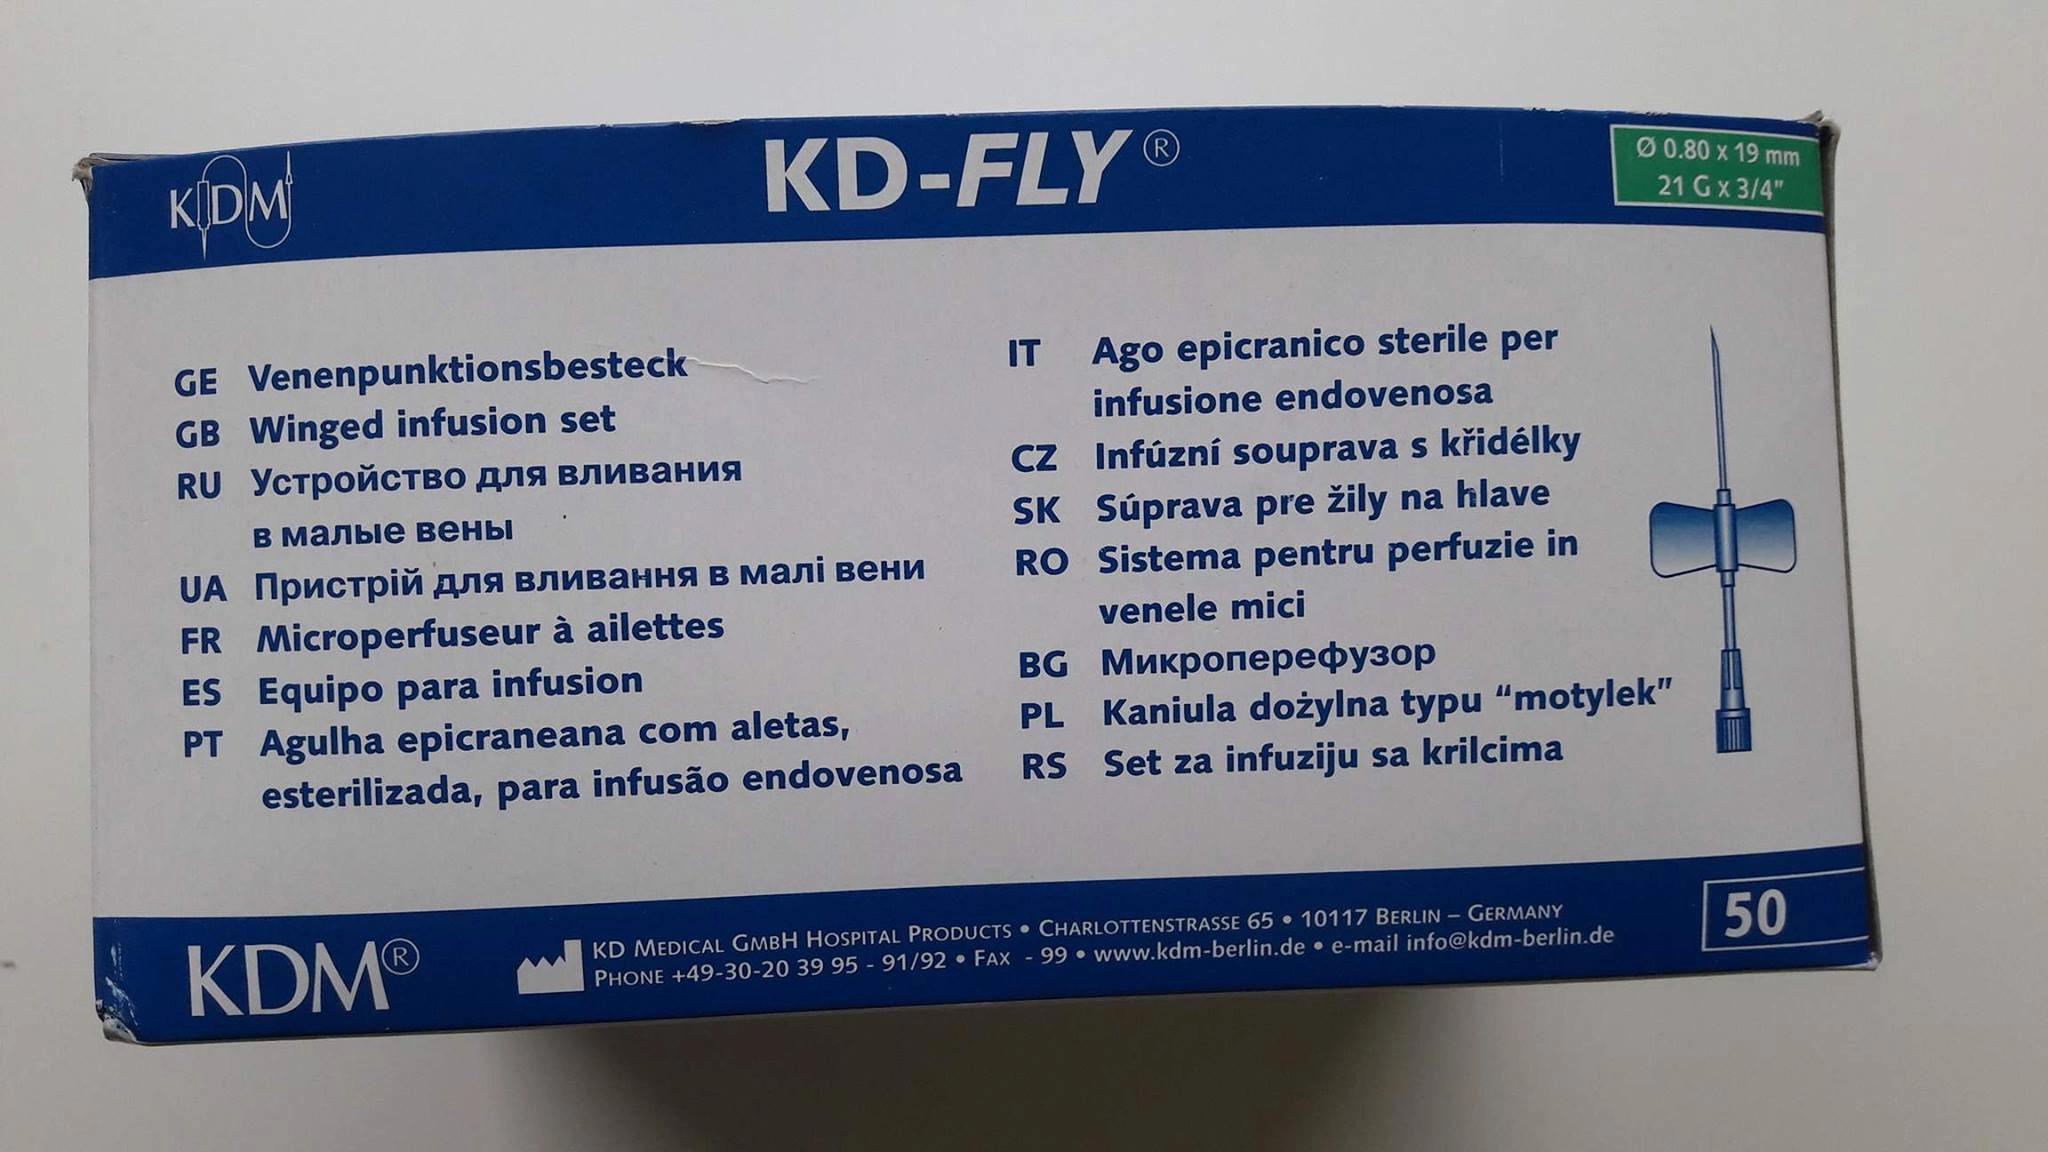 KDM
KD-FLY®
Ø 0.80 x 19 mm
21 G x 3/4"
GE Venenpunktionsbesteck
GB Winged infusion set
RU Устройство для вливания
в малые вены
UA Пристрій для вливання в малі вени
FR Microperfuseur à ailettes
ES Equipo para infusion
PT Agulha epicraneana com aletas,
esterilizada, para infusão endovenosa
IT Ago epicranico sterile per
infusione endovenosa
CZ Infúzní souprava s křidélky
SK Súprava pre žily na hlave
RO Sistema pentru perfuzie in
venele mici
BG Микроперефузор
PL Kaniula dożylna typu “motylek”
RS Set za infuziju sa krilcima
KDM®
KD MEDICAL GMBH HOSPITAL PRODUCTS • CHARLOTTENSTRASSE 65 • 10117 BERLIN – GERMANY
PHONE +49-30-20 39 95 - 91/92 • FAX - 99 • www.kdm-berlin.de • e-mail info@kdm-berlin.de
50